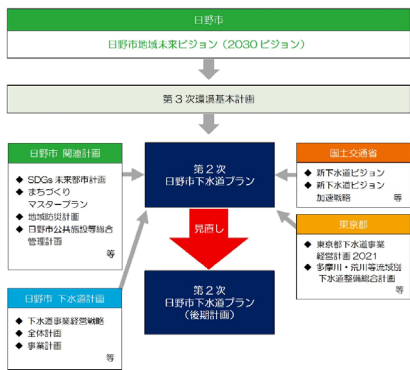 日野市
日野市地域未来ビジョン（2030ビジョン）
第３次環境基本計画
日野市 関連計画
◆ SDGs 未来都市計画
◆ まちづくり
マスタープラン
◆ 地域防災計画
◆ 日野市公共施設等総合
管理計画
等
第２次
日野市下水道プラン
国土交通省
◆ 新下水道ビジョン
◆ 新下水道ビジョン
加速戦略
等
見直し
東京都
◆ 東京都下水道事業
経営計画 2021
◆ 多摩川・荒川等流域別
下水道整備総合計画
等
日野市 下水道計画
◆ 下水道事業経営戦略
◆ 全体計画
◆ 事業計画
等
第２次
日野市下水道プラン
（後期計画）